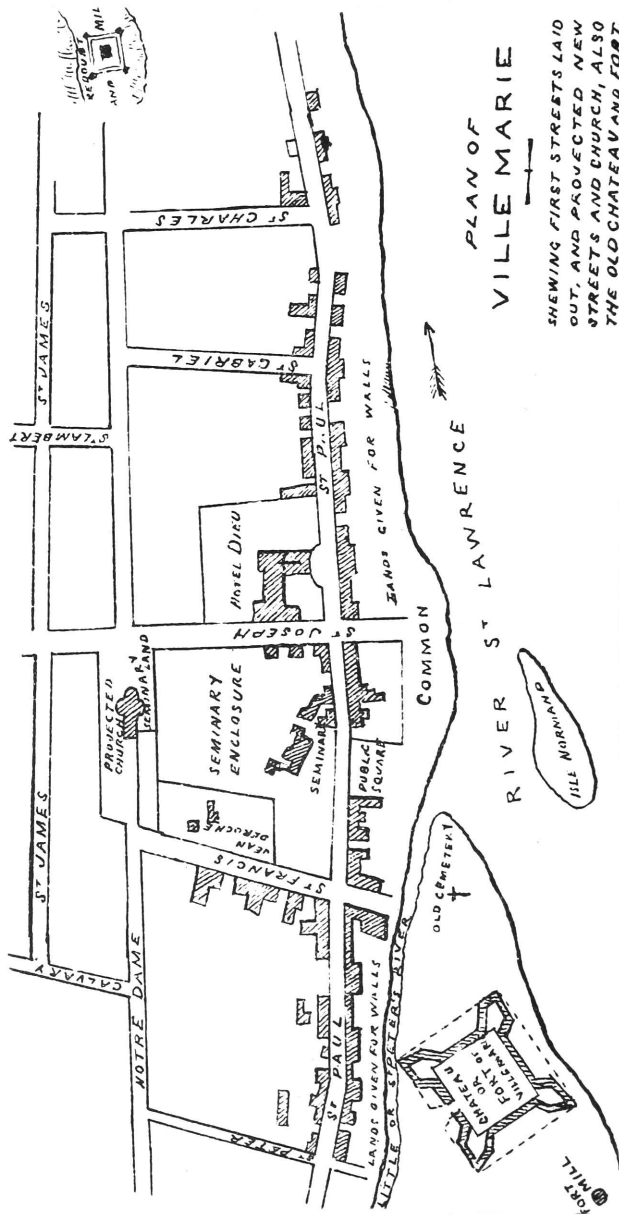 PLAN OF
VILLE MARIE
SHEWING FIRST STREETS LAID
OUT, AND PROJECTED NEW
STREETS AND CHURCH, ALSO
THE OLD CHATEAU AND FORT
CALVARY
ST JAMES
ST LAMBERT
ST JAMES
REDOUBT
AND
MIL
NOTRE DAME
PROJECTED
CHURCH
SEMINARY
LAND
ST PETER
ST FRANCIS
JEAN
DEROCHE
SEMINARY
ENCLOSURE
SEMINARY
ST JOSEPH
HOTEL DIEU
ST GABRIEL
ST CHARLES
ST PAUL
ST PAUL
PUBLIC
SQUARE
LANDS GIVEN FOR WALLS
LANDS GIVEN FOR WALLS
LITTLE OR ST PETER'S RIVER
COMMON
OLD CEMETERY
RIVER ST LAWRENCE
ISLE NORMAND
CHATEAU
OR
FORT OF
VILLEMARIE
FORT
MILL